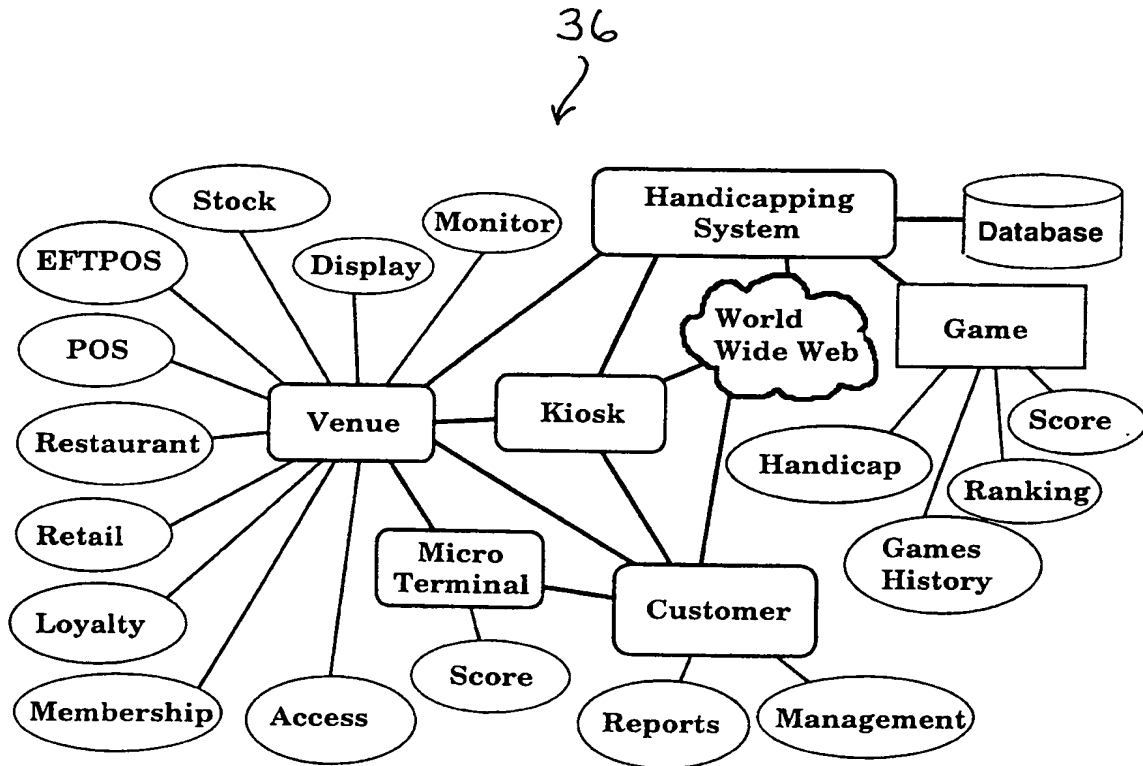 36
Stock
Monitor
Handicapping
System
Database
EFTPOS
Display
World
Wide Web
Game
POS
Venue
Kiosk
Score
Restaurant
Handicap
Ranking
Retail
Micro
Terminal
Games
History
Customer
Loyalty
Score
Membership
Access
Reports
Management